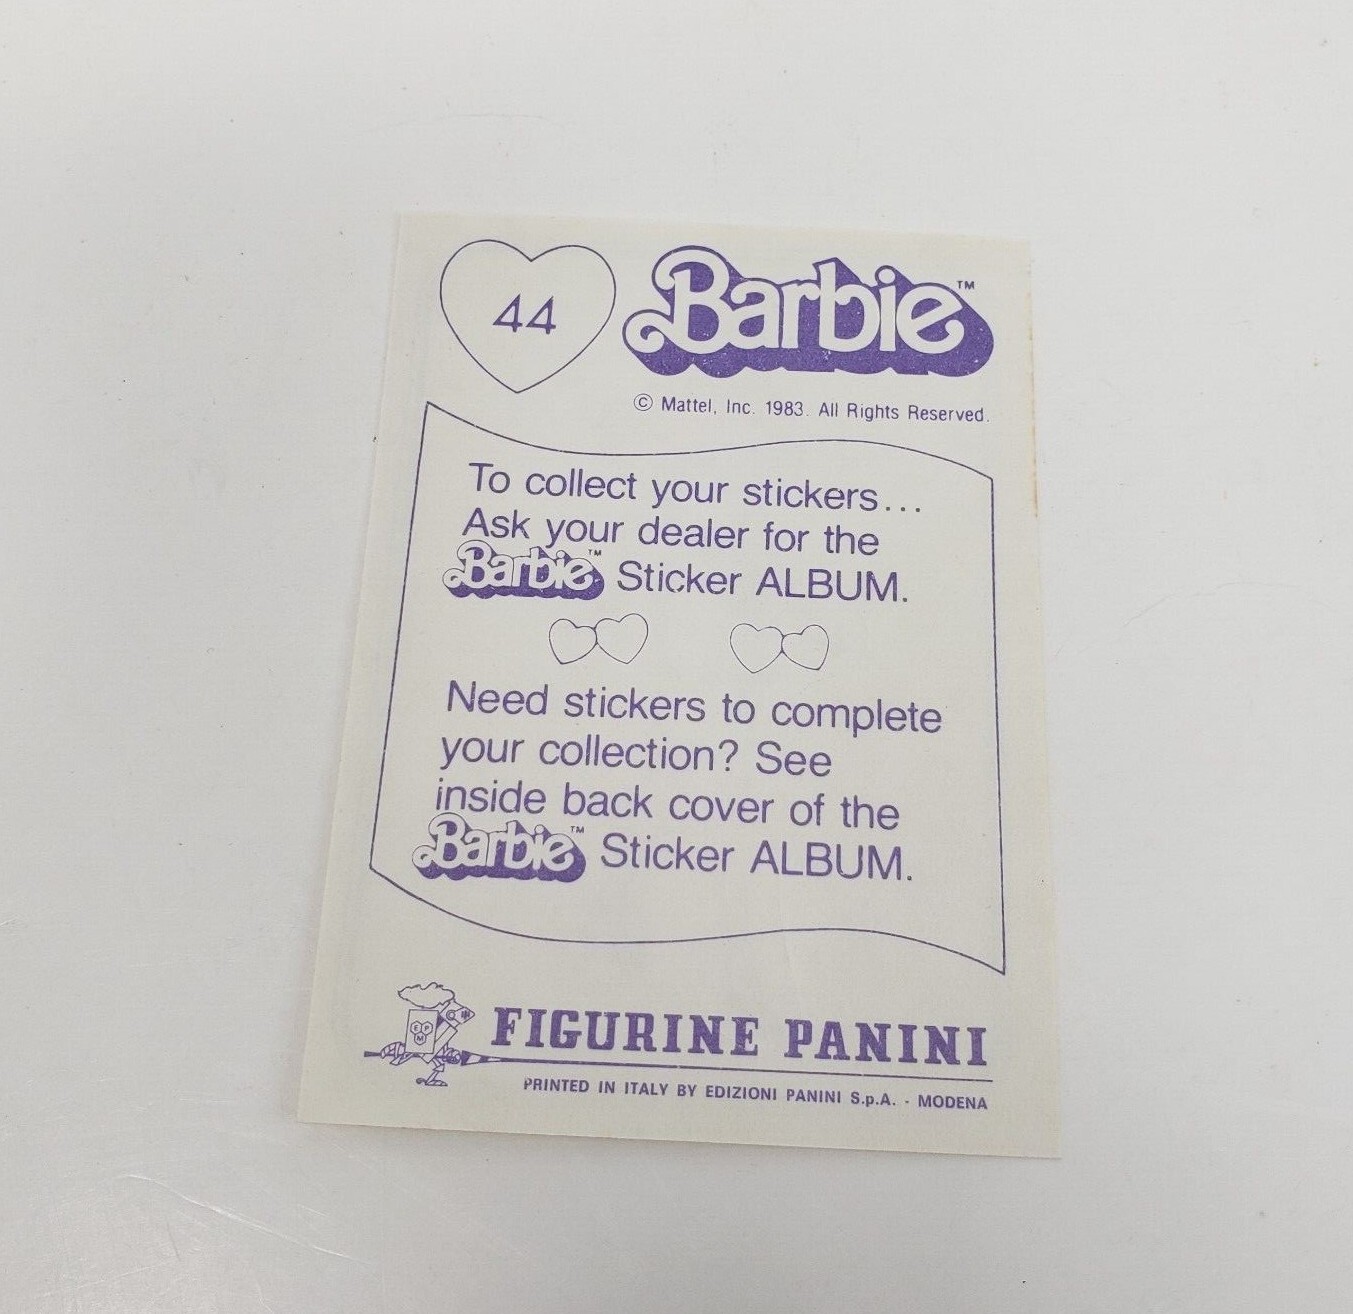 44
Barbie™
© Mattel, Inc. 1983. All Rights Reserved.
To collect your stickers...
Ask your dealer for the
Barbie™ Sticker ALBUM.
Need stickers to complete
your collection? See
inside back cover of the
Barbie™ Sticker ALBUM.
EPM
FIGURINE PANINI
PRINTED IN ITALY BY EDIZIONI PANINI S.p.A. - MODENA